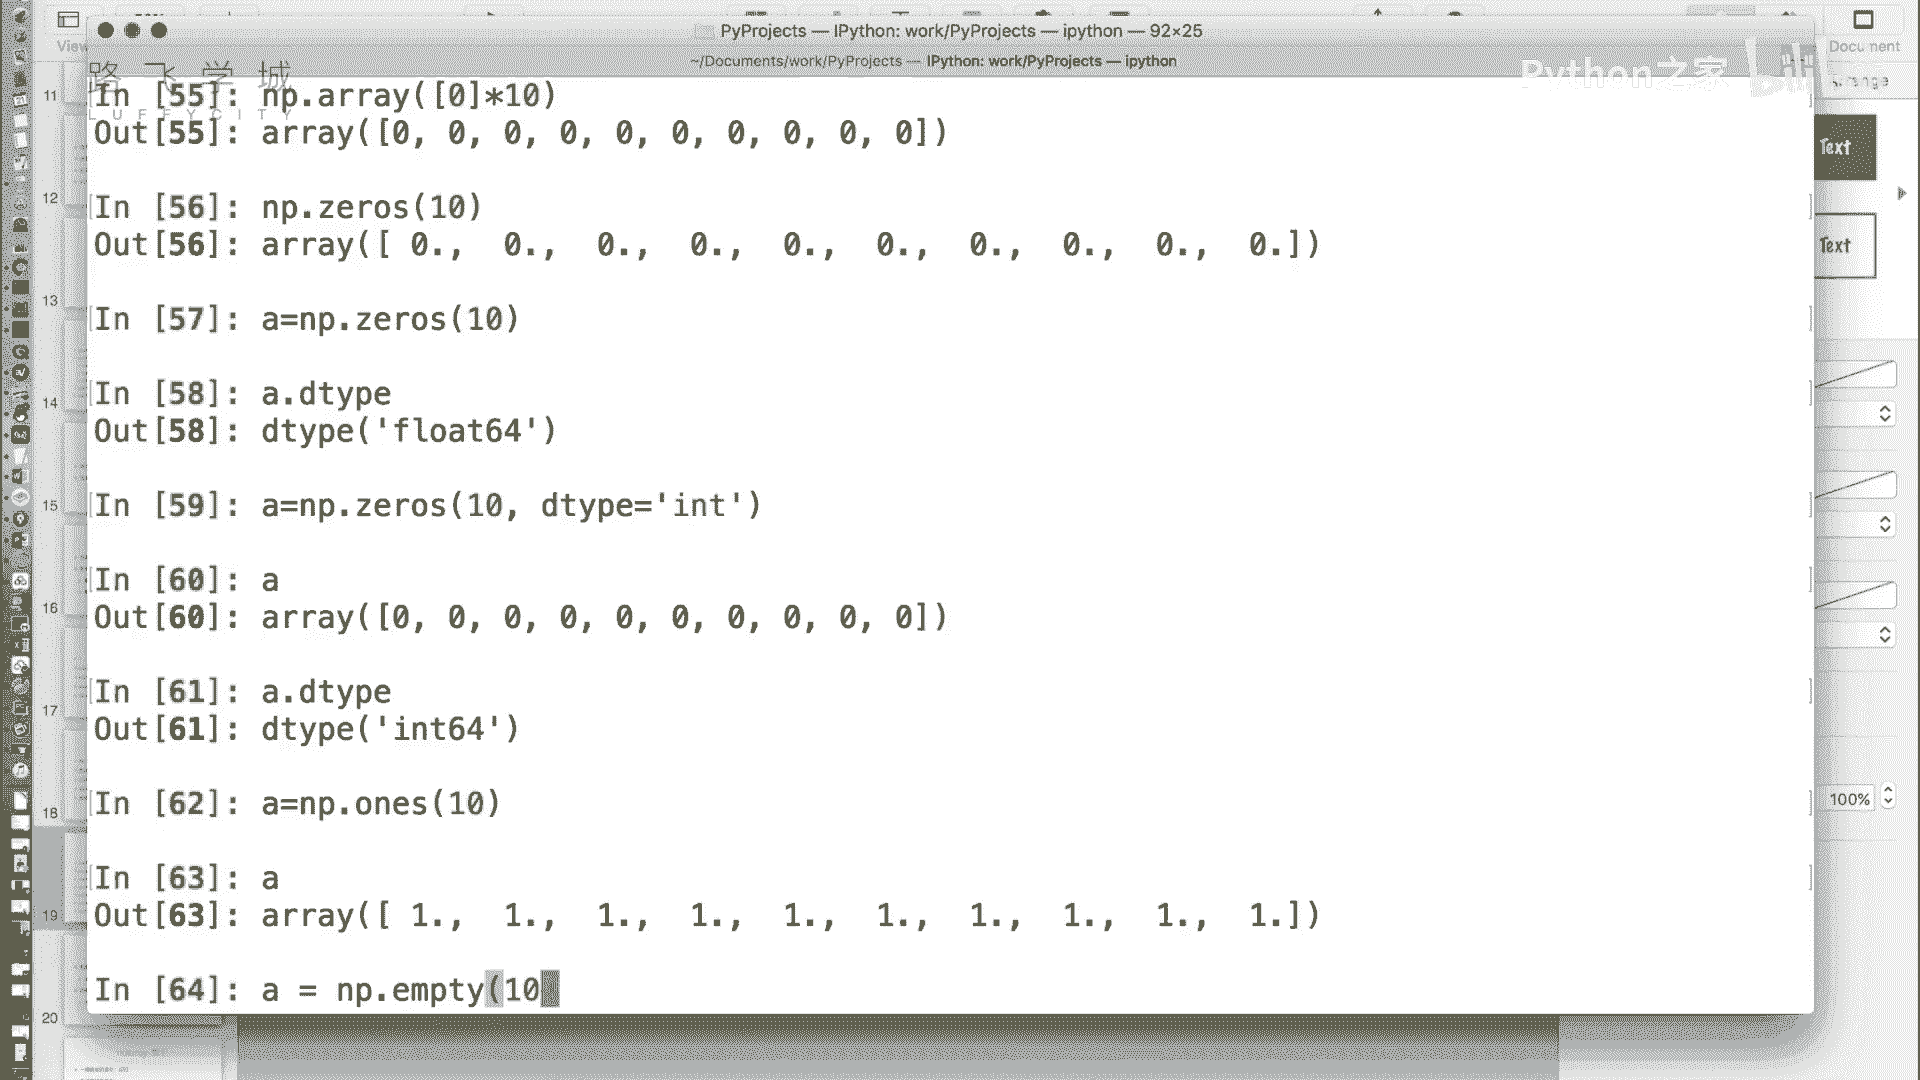 PyProjects — IPython: work/PyProjects — ipython — 92×25
View
Document
~/Documents/work/PyProjects — IPython: work/PyProjects — ipython
路飞学城
LUFFYCITY
Python之家
In [55]: np.array([0]*10)
Out[55]: array([0, 0, 0, 0, 0, 0, 0, 0, 0, 0])
In [56]: np.zeros(10)
Out[56]: array([ 0.,  0.,  0.,  0.,  0.,  0.,  0.,  0.,  0.,  0.])
In [57]: a=np.zeros(10)
In [58]: a.dtype
Out[58]: dtype('float64')
In [59]: a=np.zeros(10, dtype='int')
In [60]: a
Out[60]: array([0, 0, 0, 0, 0, 0, 0, 0, 0, 0])
In [61]: a.dtype
Out[61]: dtype('int64')
In [62]: a=np.ones(10)
In [63]: a
Out[63]: array([ 1.,  1.,  1.,  1.,  1.,  1.,  1.,  1.,  1.,  1.])
In [64]: a = np.empty(10
11
12
13
14
15
16
17
18
19
20
Text
Text
100%